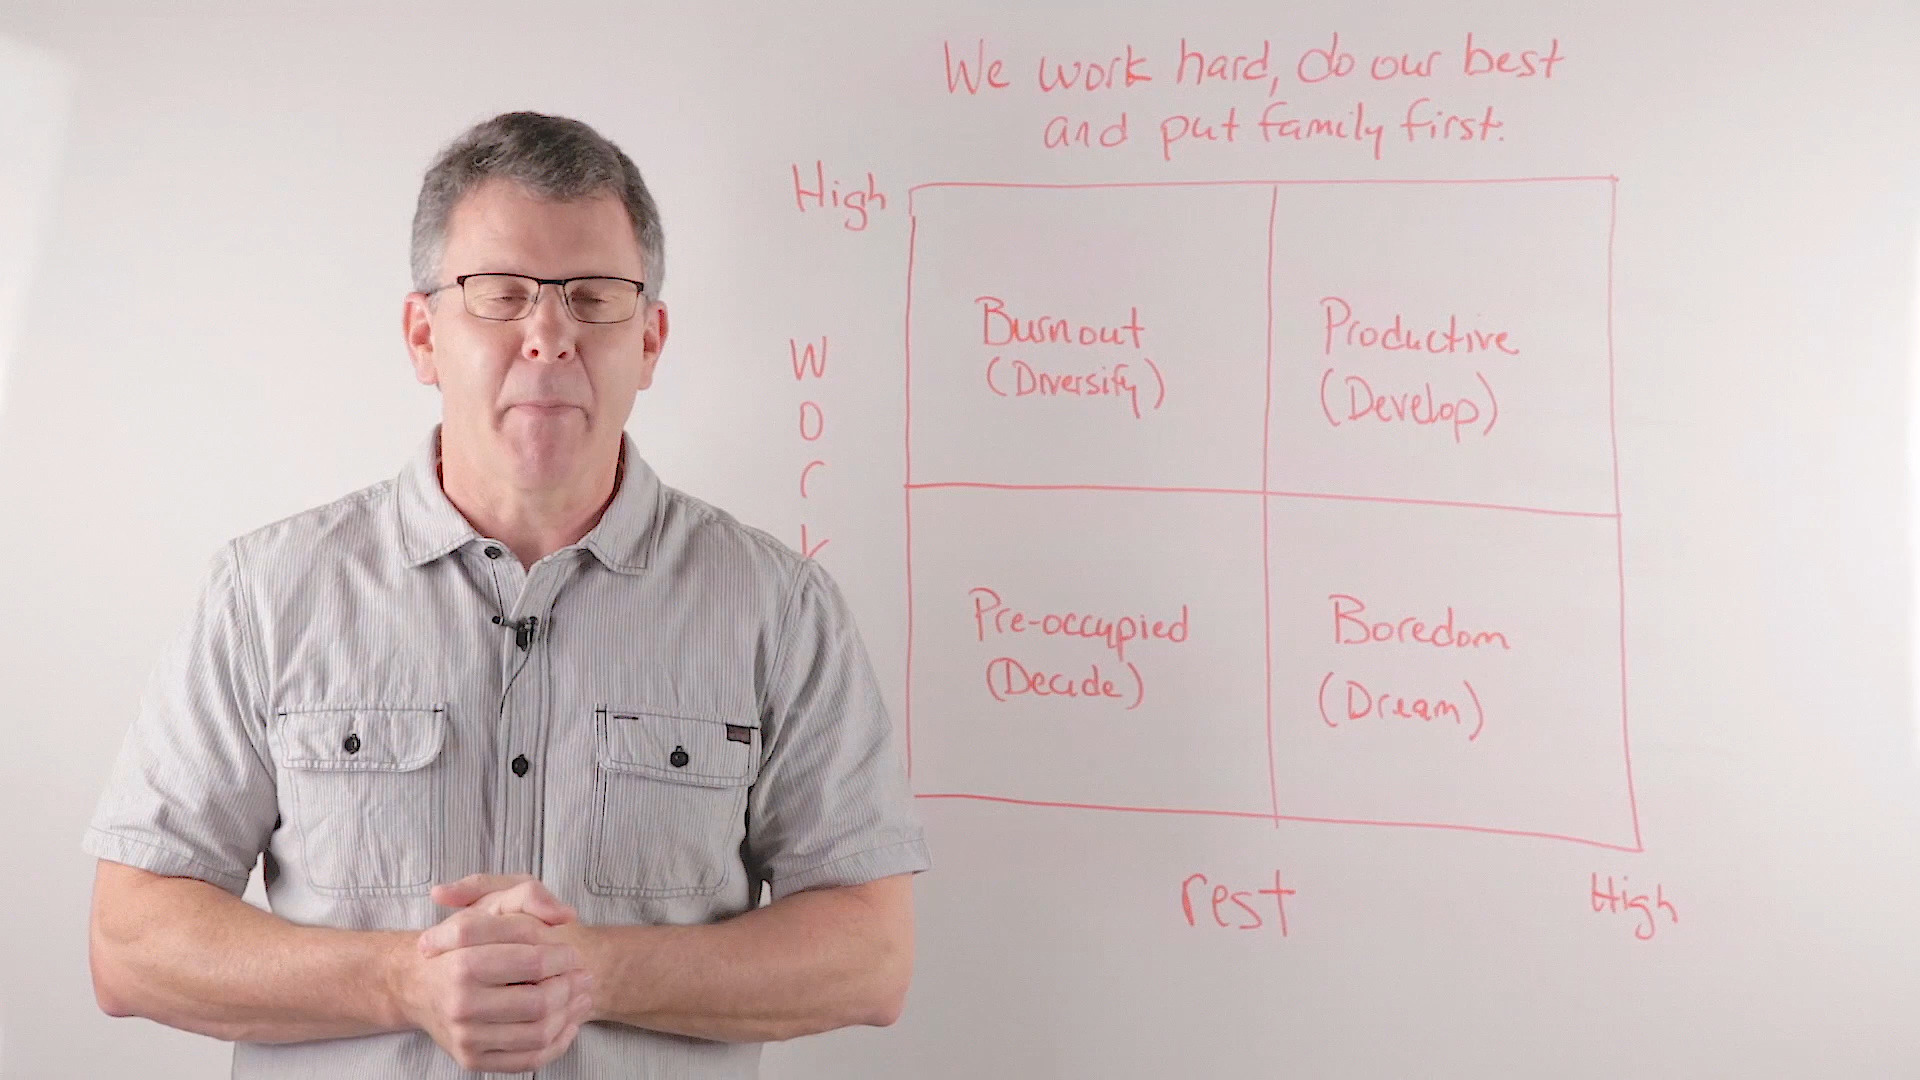 We work hard, do our best
and put family first.
High
Work
Burnout
(Diversify)
Productive
(Develop)
Pre-occupied
(Decide)
Boredom
(Dream)
rest
High